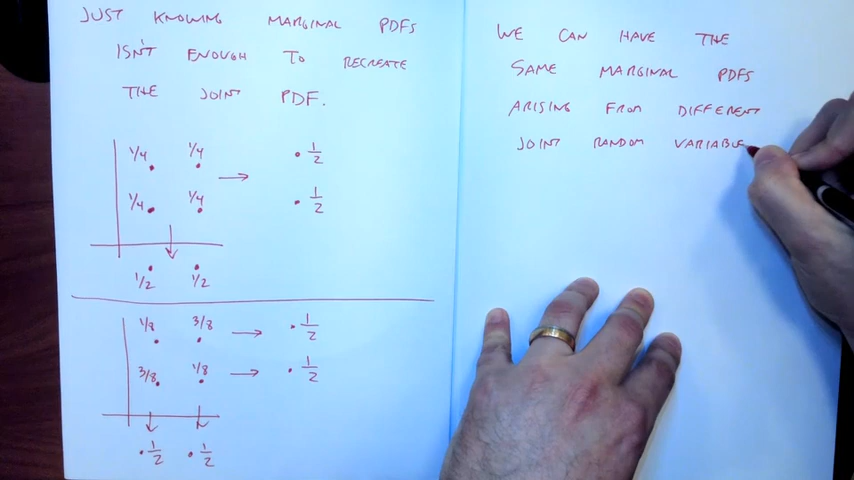 JUST KNOWING MARGINAL PDFS
ISN'T ENOUGH TO RECREATE
THE JOINT PDF.
1/4 1/4 → 1/2
1/4 1/4 1/2
1/2 1/2
1/8 3/8 → 1/2
3/8 1/8 → 1/2
1/2 1/2
WE CAN HAVE THE
SAME MARGINAL PDFS
ARISING FROM DIFFERENT
JOINT RANDOM VARIABLE